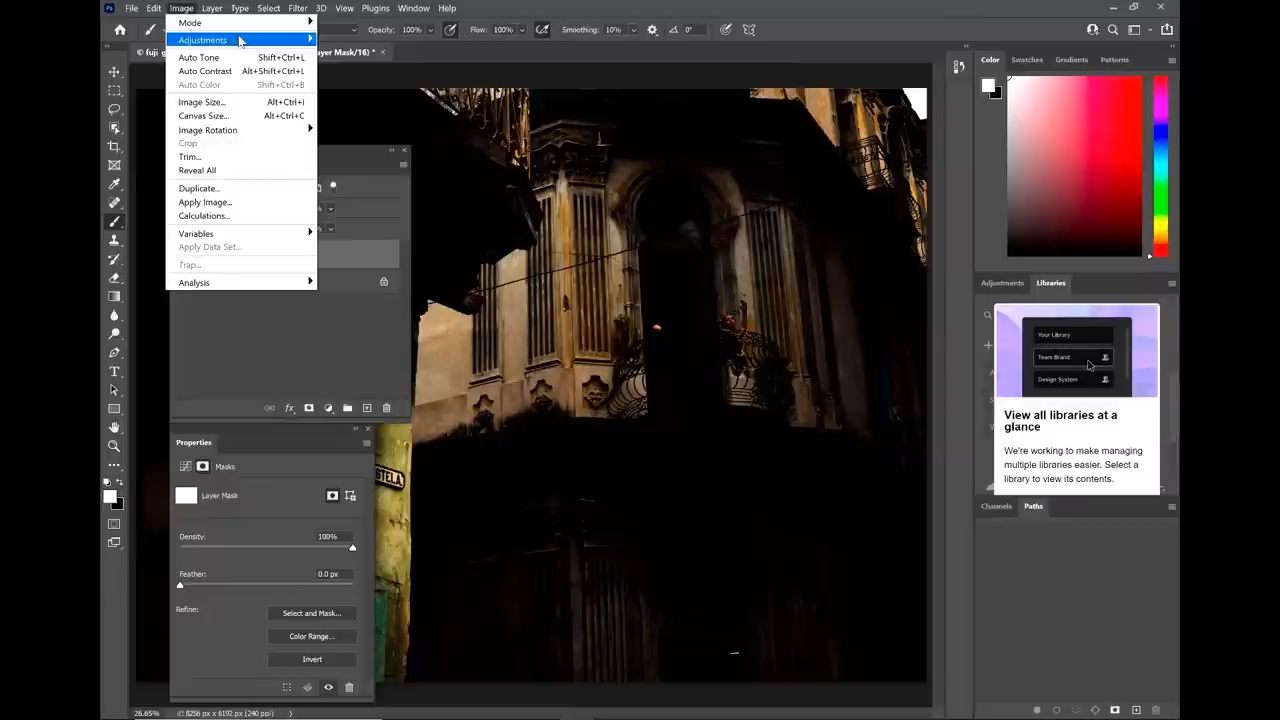 Ps File Edit Image Layer Type Select Filter 3D View Plugins Window Help
Opacity: 100% Flow: 100% Smoothing: 10% 0°
ayer Mask/16) *
Mode
Adjustments
Auto Tone Shift+Ctrl+L
Auto Contrast Alt+Shift+Ctrl+L
Auto Color Shift+Ctrl+B
Image Size... Alt+Ctrl+I
Canvas Size... Alt+Ctrl+C
Image Rotation
Crop
Trim...
Reveal All
Duplicate...
Apply Image...
Calculations...
Variables
Apply Data Set...
Trap...
Analysis
fx
Properties
Masks
Layer Mask
Density: 100%
Feather: 0.0 px
Refine:
Select and Mask...
Color Range...
Invert
STELA
Color Swatches Gradients Patterns
Adjustments Libraries
Your Library
Team Brand
Design System
View all libraries at a
glance
We're working to make managing
multiple libraries easier. Select a
library to view its contents.
Channels Paths
26.65% 8256 px x 6192 px (240 ppi)